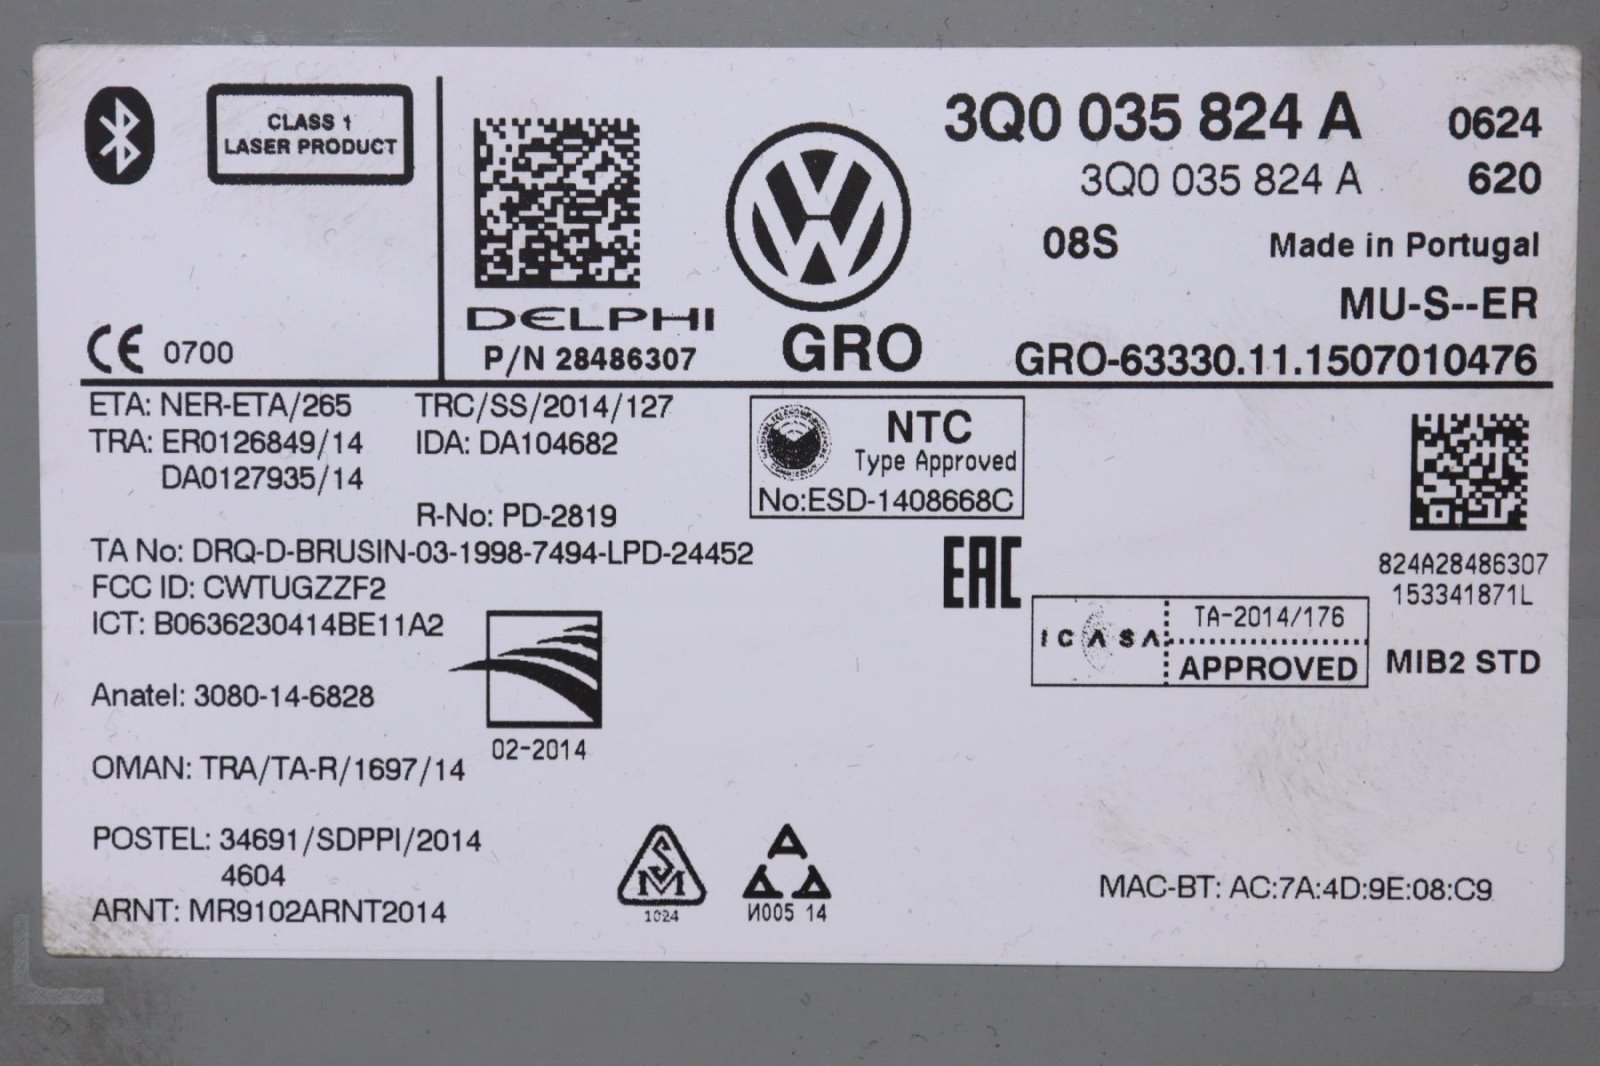 CLASS 1
LASER PRODUCT
CE 0700
DELPHI
P/N 28486307
GRO
3Q0 035 824 A 0624
3Q0 035 824 A 620
08S Made in Portugal
MU-S--ER
GRO-63330.11.1507010476
ETA: NER-ETA/265 TRC/SS/2014/127
TRA: ER0126849/14 IDA: DA104682
DA0127935/14
R-No: PD-2819
TA No: DRQ-D-BRUSIN-03-1998-7494-LPD-24452
FCC ID: CWTUGZZF2
ICT: B0636230414BE11A2
Anatel: 3080-14-6828
02-2014
OMAN: TRA/TA-R/1697/14
POSTEL: 34691/SDPPI/2014
4604
ARNT: MR9102ARNT2014
NTC
Type Approved
No:ESD-1408668C
EAC
ICASA
TA-2014/176
APPROVED
824A28486307
153341871L
MIB2 STD
1024
И005 14
MAC-BT: AC:7A:4D:9E:08:C9